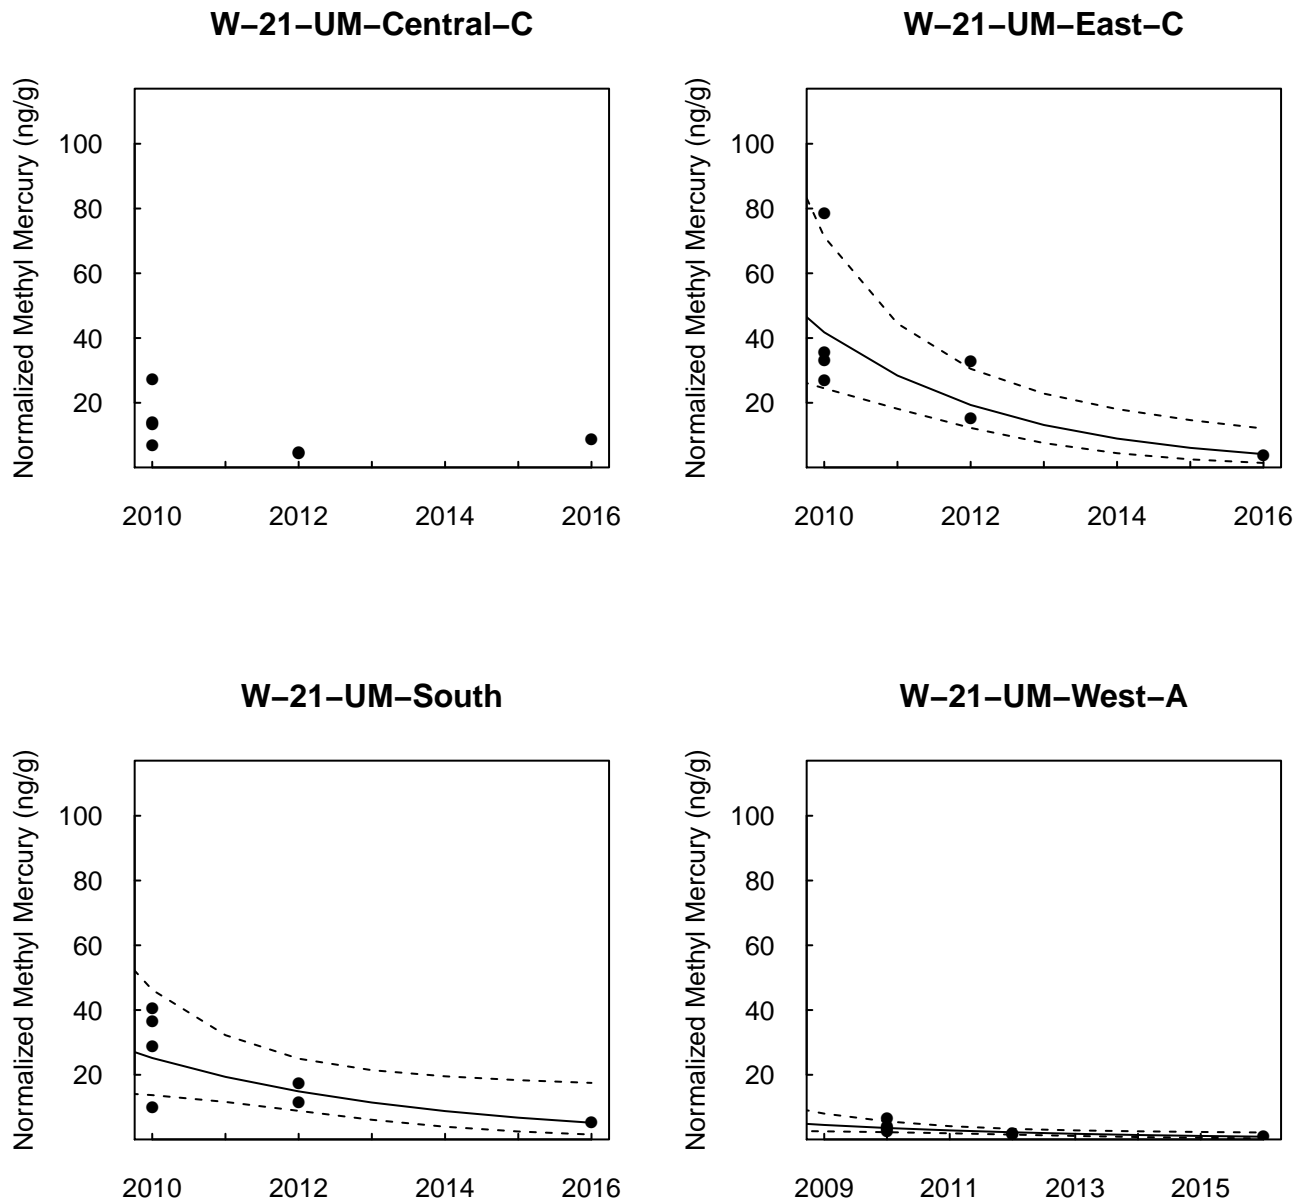 W−21−UM−Central−C
Normalized Methyl Mercury (ng/g)
100
80
60
40
20
2010 2012 2014 2016
W−21−UM−East−C
Normalized Methyl Mercury (ng/g)
100
80
60
40
20
2010 2012 2014 2016
W−21−UM−South
Normalized Methyl Mercury (ng/g)
100
80
60
40
20
2010 2012 2014 2016
W−21−UM−West−A
Normalized Methyl Mercury (ng/g)
100
80
60
40
20
2009 2011 2013 2015